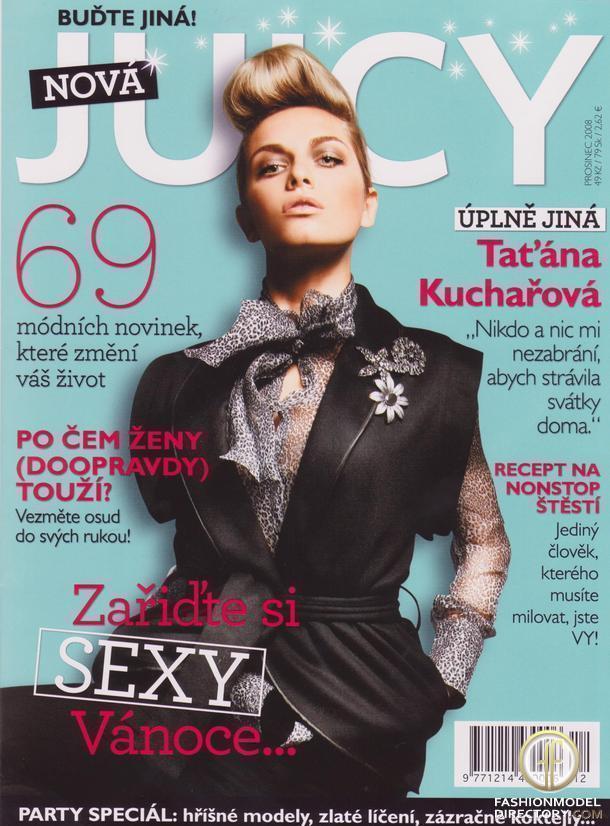 BUĎTE JINÁ!
JUICY
NOVÁ
PROSINEC 2008
49 Kč / 79 Sk / 2,62 €
69
módních novinek,
které změní
váš život
ÚPLNĚ JINÁ
Taťána
Kuchařová
„Nikdo a nic mi
nezabrání,
abych strávila
svátky
doma.“
PO ČEM ŽENY
(DOOPRAVDY)
TOUŽÍ?
Vezměte osud
do svých rukou!
RECEPT NA
NONSTOP
ŠTĚSTÍ
Jediný
člověk,
kterého
musíte
milovat, jste
VY!
Zařiďte si
SEXY
Vánoce...
FASHIONMODEL
DIRECTORY.COM
PARTY SPECIÁL: hříšné modely, zlaté líčení, zázračné koktejly...